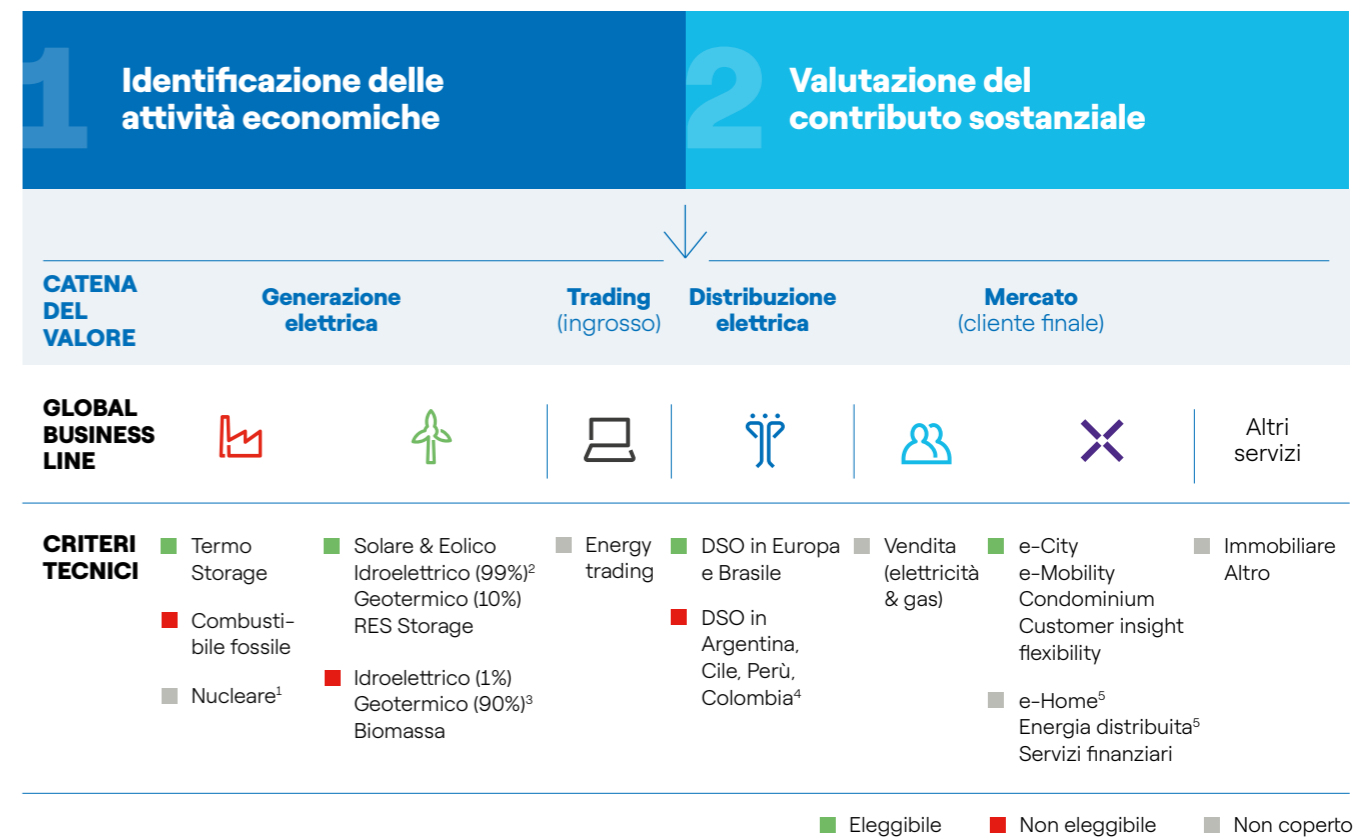 1
Identificazione delle
attività economiche
2
Valutazione del
contributo sostanziale
CATENA
DEL
VALORE
Generazione
elettrica
Trading
(ingrosso)
Distribuzione
elettrica
Mercato
(cliente finale)
GLOBAL
BUSINESS
LINE
Altri
servizi
CRITERI
TECNICI
Termo
Storage
Combusti-
bile fossile
Nucleare¹
Solare & Eolico
Idroelettrico (99%)²
Geotermico (10%)
RES Storage
Idroelettrico (1%)
Geotermico (90%)³
Biomassa
Energy
trading
DSO in Europa
e Brasile
DSO in
Argentina,
Cile, Perù,
Colombia⁴
Vendita
(elettricità
& gas)
e-City
e-Mobility
Condominium
Customer insight
flexibility
e-Home⁵
Energia distribuita⁵
Servizi finanziari
Immobiliare
Altro
Eleggibile
Non eleggibile
Non coperto